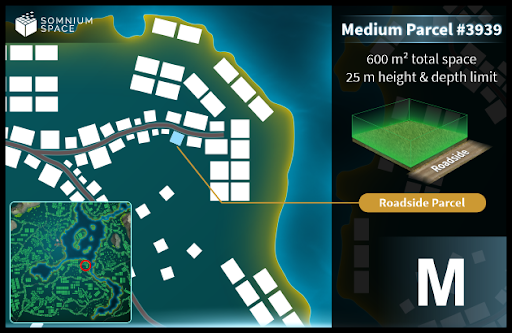 SOMNIUM
SPACE
Medium Parcel #3939
600 m² total space
25 m height & depth limit
Roadside
Roadside Parcel
M